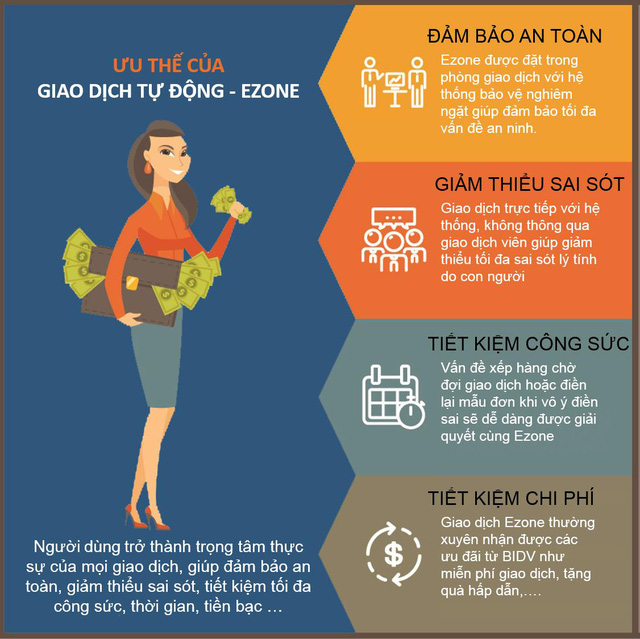 ƯU THẾ CỦA
GIAO DỊCH TỰ ĐỘNG - EZONE
Người dùng trở thành trọng tâm thực
sự của mọi giao dịch, giúp đảm bảo an
toàn, giảm thiểu sai sót, tiết kiệm tối đa
công sức, thời gian, tiền bạc ...
ĐẢM BẢO AN TOÀN
Ezone được đặt trong
phòng giao dịch với hệ
thống bảo vệ nghiêm
ngặt giúp đảm bảo tối đa
vấn đề an ninh.
GIẢM THIỂU SAI SÓT
Giao dịch trực tiếp với hệ
thống, không thông qua
giao dịch viên giúp giảm
thiểu tối đa sai sót lý tính
do con người
TIẾT KIỆM CÔNG SỨC
Vấn đề xếp hàng chờ
đợi giao dịch hoặc điền
lại mẫu đơn khi vô ý điền
sai sẽ dễ dàng được giải
quyết cùng Ezone
TIẾT KIỆM CHI PHÍ
Giao dịch Ezone thường
xuyên nhận được các
ưu đãi từ BIDV như
miễn phí giao dịch, tặng
quà hấp dẫn,....